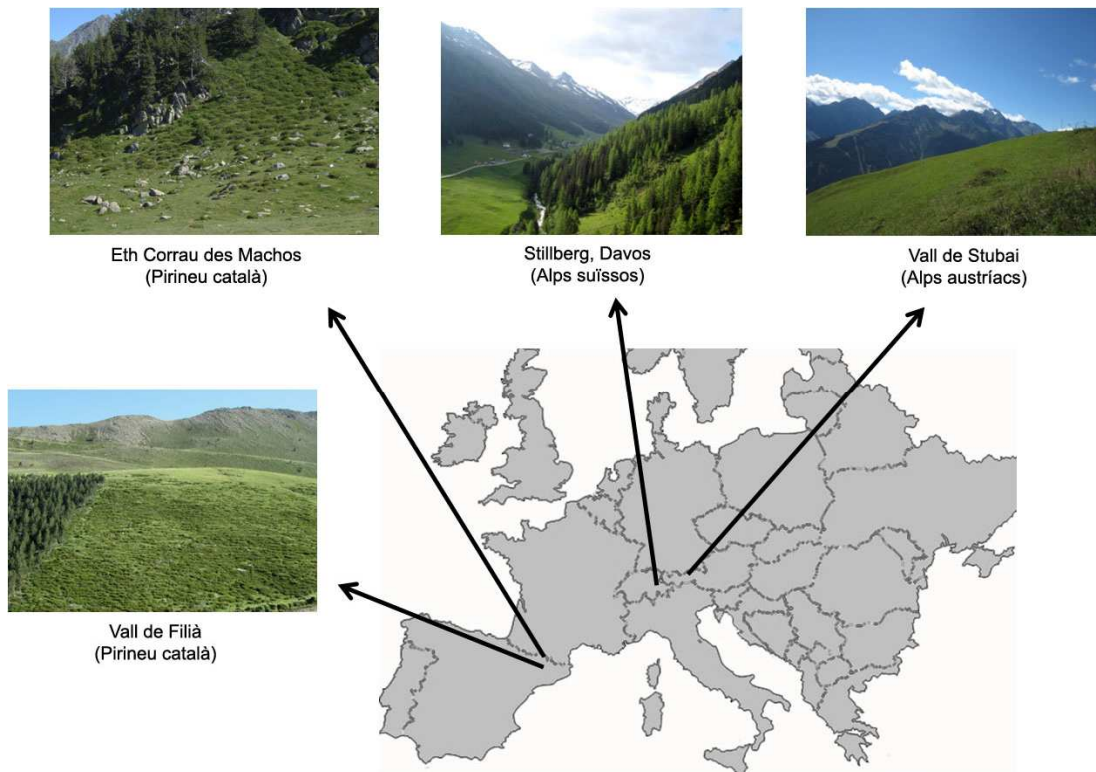 Eth Corrau des Machos
(Pirineu català)
Stillberg, Davos
(Alps suïssos)
Vall de Stubai
(Alps austríacs)
Vall de Filià
(Pirineu català)